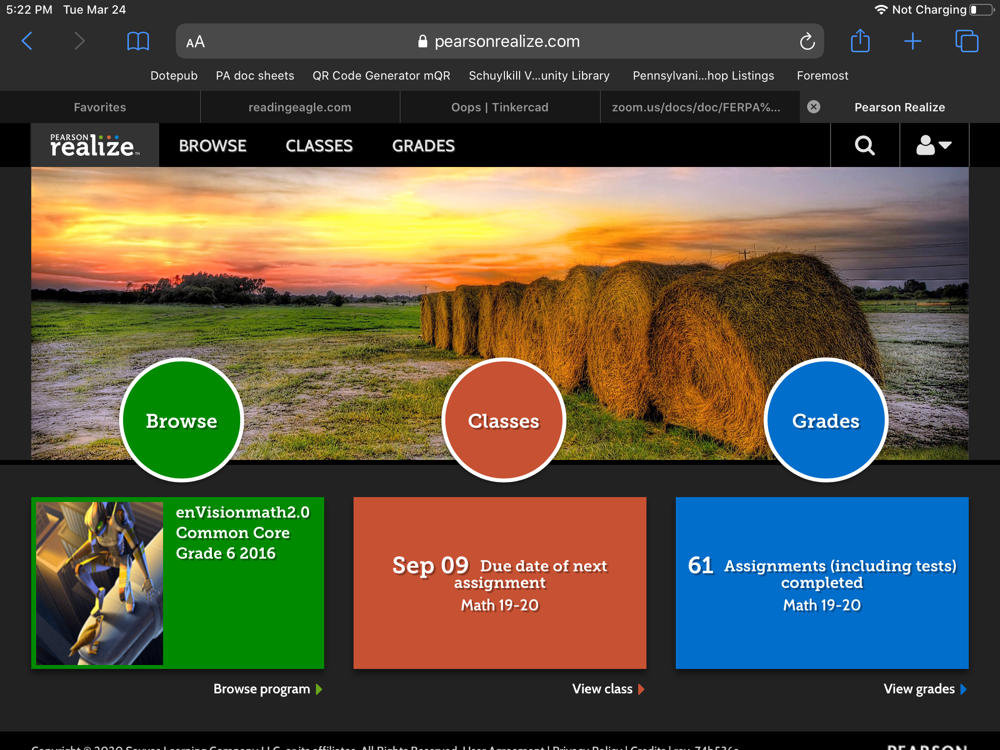 5:22 PM Tue Mar 24
Not Charging
AA
pearsonrealize.com
Dotepub PA doc sheets QR Code Generator mQR Schuylkill V...unity Library Pennsylvani...hop Listings Foremost
Favorites readingeagle.com Oops | Tinkercad zoom.us/docs/doc/FERPA%... Pearson Realize
PEARSON
realize™
BROWSE CLASSES GRADES
Browse
Classes
Grades
enVisionmath2.0
Common Core
Grade 6 2016
Sep 09 Due date of next
assignment
Math 19-20
61 Assignments (including tests)
completed
Math 19-20
Browse program
View class
View grades
Copyright © 2020 Savvas Learning Company LLC, or its affiliates. All Rights Reserved. User Agreement | Privacy Policy | Credits | rev.
PEARSON